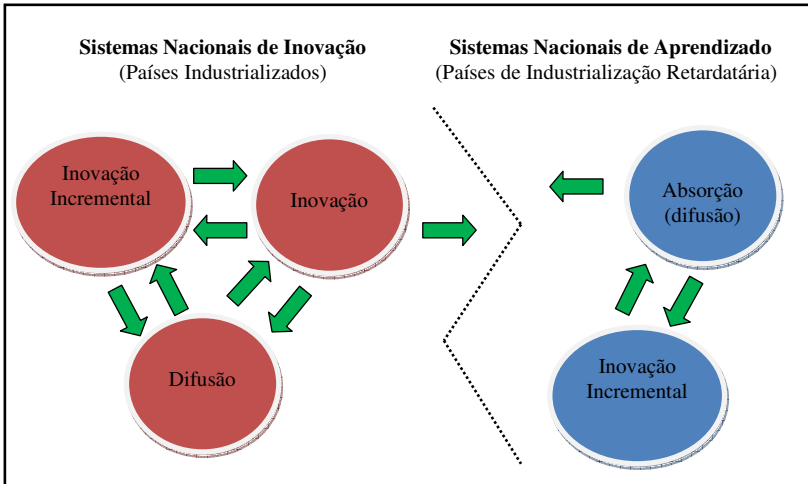 Sistemas Nacionais de Inovação
(Países Industrializados)
Sistemas Nacionais de Aprendizado
(Países de Industrialização Retardatária)
Inovação
Incremental
Inovação
Difusão
Absorção
(difusão)
Inovação
Incremental